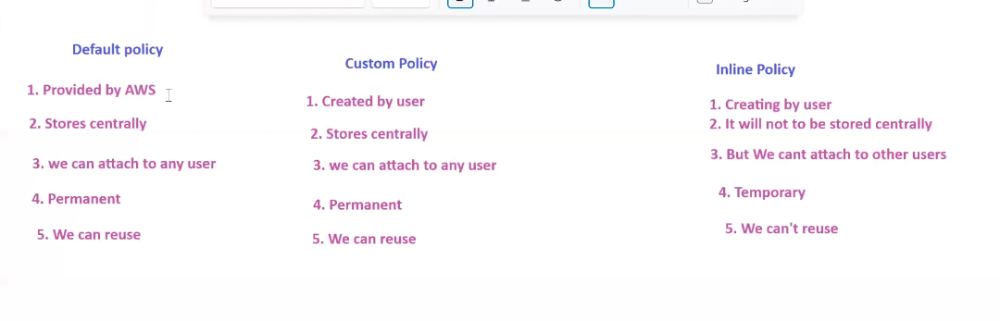 Default policy
1. Provided by AWS
2. Stores centrally
3. we can attach to any user
4. Permanent
5. We can reuse
Custom Policy
1. Created by user
2. Stores centrally
3. we can attach to any user
4. Permanent
5. We can reuse
Inline Policy
1. Creating by user
2. It will not to be stored centrally
3. But We cant attach to other users
4. Temporary
5. We can't reuse